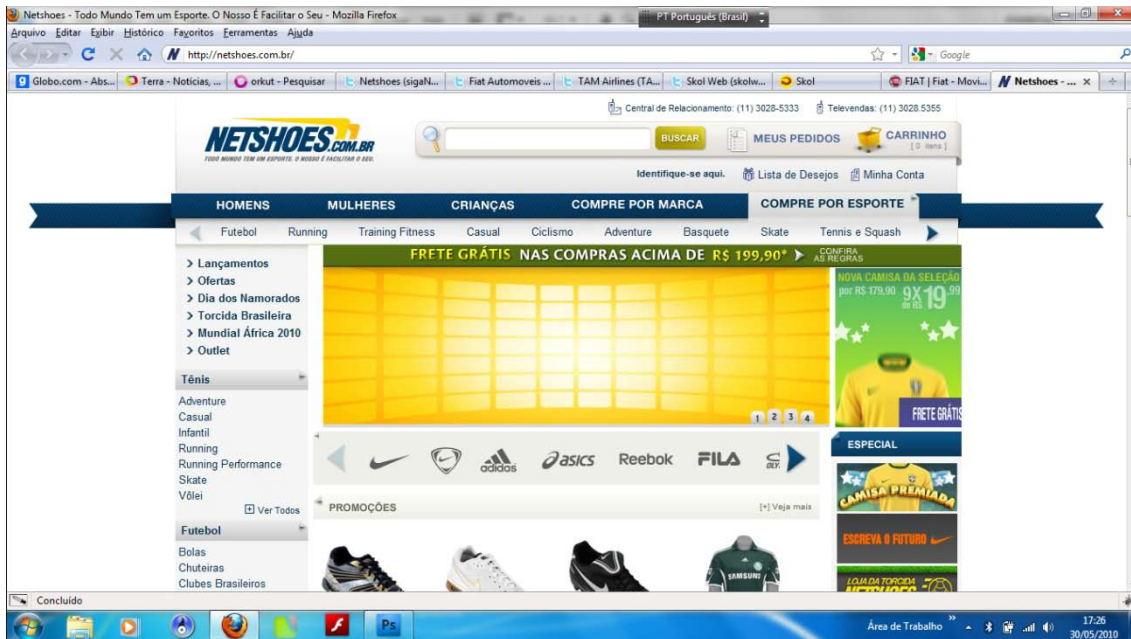 Netshoes - Todo Mundo Tem um Esporte. O Nosso É Facilitar o Seu - Mozilla Firefox
PT Português (Brasil)
Arquivo Editar Exibir Histórico Favoritos Ferramentas Ajuda
http://netshoes.com.br/
Google
Globo.com - Abs...
Terra - Notícias, ...
orkut - Pesquisar
Netshoes (sigaN...
Fiat Automoveis ...
TAM Airlines (TA...
Skol Web (skolw...
Skol
FIAT | Fiat - Movi...
Netshoes - ...
Central de Relacionamento: (11) 3028-5333 Televendas: (11) 3028.5355
NETSHOES.COM.BR
TODO MUNDO TEM UM ESPORTE. O NOSSO É FACILITAR O SEU.
BUSCAR
MEUS PEDIDOS
CARRINHO
[ 0 itens ]
Identifique-se aqui. Lista de Desejos Minha Conta
HOMENS MULHERES CRIANÇAS COMPRE POR MARCA COMPRE POR ESPORTE
Futebol Running Training Fitness Casual Ciclismo Adventure Basquete Skate Tennis e Squash
FRETE GRÁTIS NAS COMPRAS ACIMA DE R$ 199,90*
CONFIRA
AS REGRAS
> Lançamentos
> Ofertas
> Dia dos Namorados
> Torcida Brasileira
> Mundial África 2010
> Outlet
Tênis
Adventure
Casual
Infantil
Running
Running Performance
Skate
Vôlei
Ver Todos
Futebol
Bolas
Chuteiras
Clubes Brasileiros
1 2 3 4
NOVA CAMISA DA SELEÇÃO
por R$ 179,90
9X 19,99
de R$
FRETE GRÁTIS
adidas asics Reebok FILA OLY.
PROMOÇÕES
[+] Veja mais
SAMSUNG
ESPECIAL
CAMISA PREMIADA
ESCREVA O FUTURO
LOJA DA TORCIDA
NETSHOES
Concluído
Ps
Área de Trabalho
17:26
30/05/2010